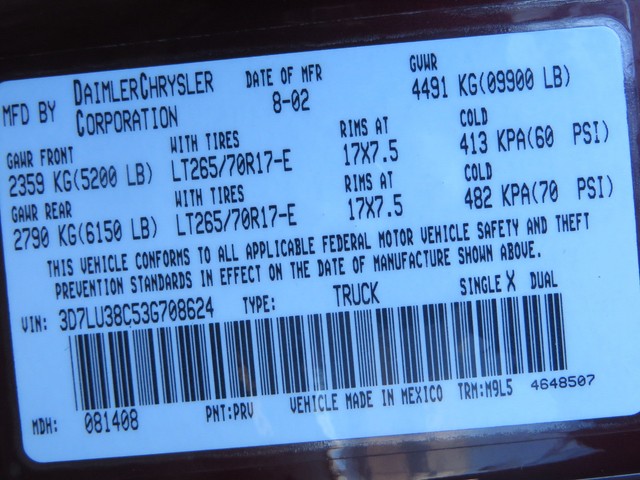 MFD BY DAIMLERCHRYSLER CORPORATION DATE OF MFR 8-02 GVWR 4491 KG(09900 LB)
GAWR FRONT WITH TIRES RIMS AT COLD
2359 KG(5200 LB) LT265/70R17-E 17X7.5 413 KPA(60 PSI)
GAWR REAR WITH TIRES RIMS AT COLD
2790 KG(6150 LB) LT265/70R17-E 17X7.5 482 KPA(70 PSI)
THIS VEHICLE CONFORMS TO ALL APPLICABLE FEDERAL MOTOR VEHICLE SAFETY AND THEFT
PREVENTION STANDARDS IN EFFECT ON THE DATE OF MANUFACTURE SHOWN ABOVE.
VIN: 3D7LU38C53G708624 TYPE: TRUCK SINGLE X DUAL
MDH: 081408 PNT:PRV VEHICLE MADE IN MEXICO TRM:M9L5 4648507